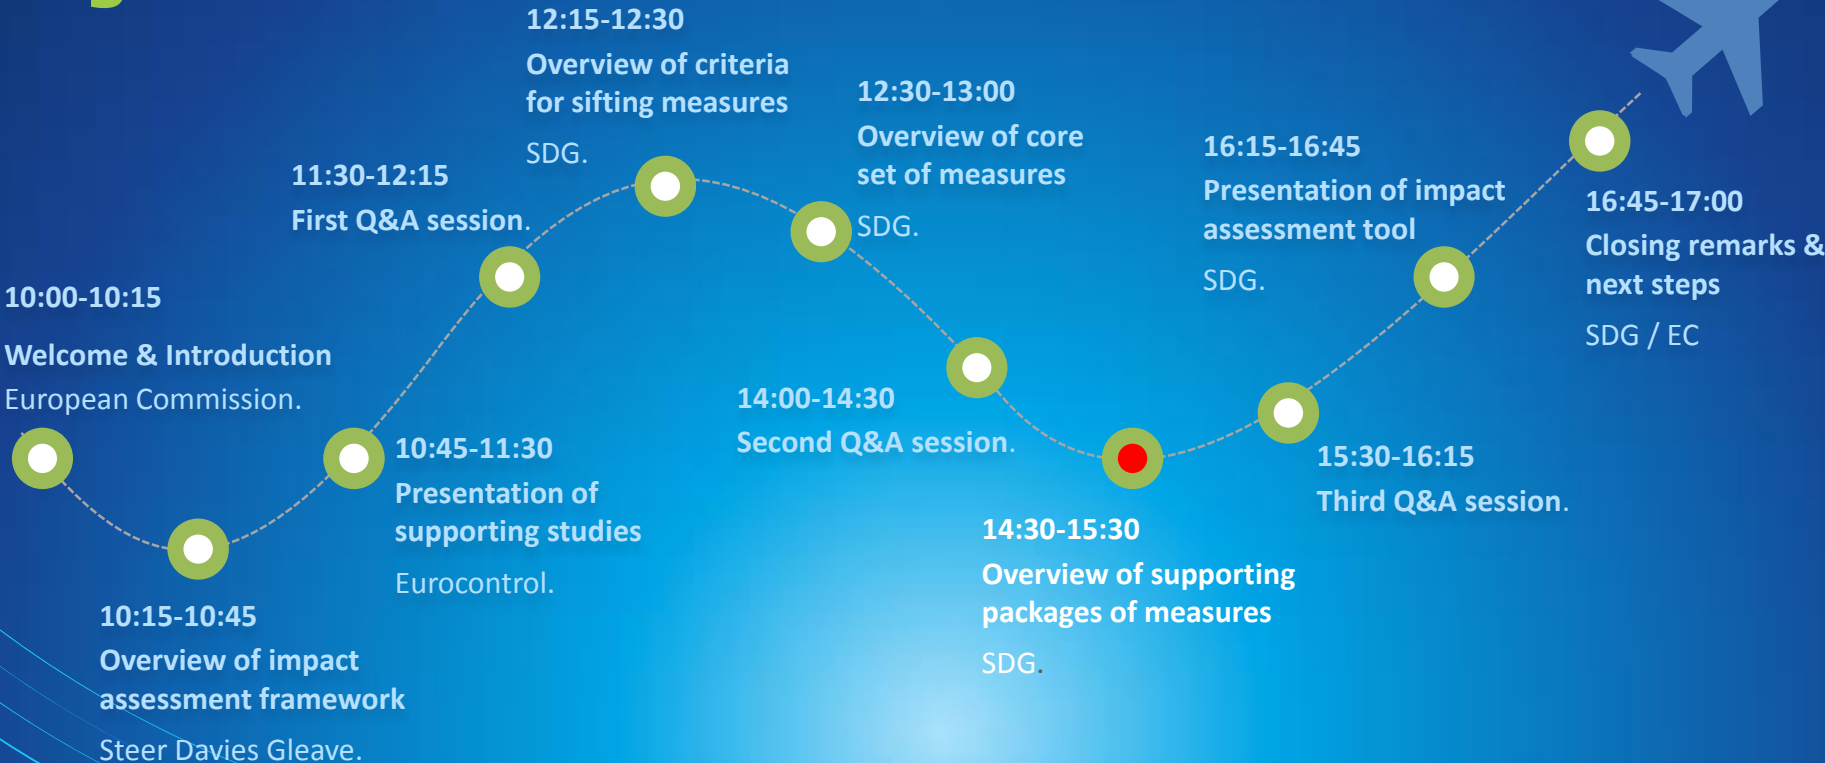 10:00-10:15
Welcome & Introduction
European Commission.
10:15-10:45
Overview of impact
assessment framework
Steer Davies Gleave.
10:45-11:30
Presentation of
supporting studies
Eurocontrol.
11:30-12:15
First Q&A session.
12:15-12:30
Overview of criteria
for sifting measures
SDG.
12:30-13:00
Overview of core
set of measures
SDG.
14:00-14:30
Second Q&A session.
14:30-15:30
Overview of supporting
packages of measures
SDG.
15:30-16:15
Third Q&A session.
16:15-16:45
Presentation of impact
assessment tool
SDG.
16:45-17:00
Closing remarks &
next steps
SDG / EC